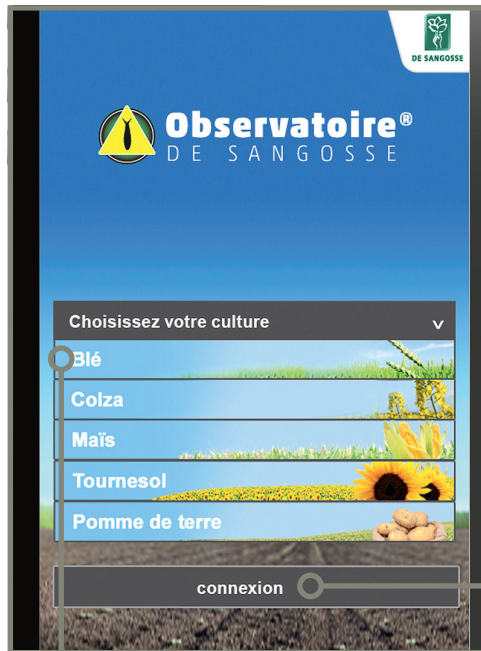 DE SANGOSSE
Observatoire®
DE SANGOSSE
Choisissez votre culture
Blé
Colza
Maïs
Tournesol
Pomme de terre
connexion